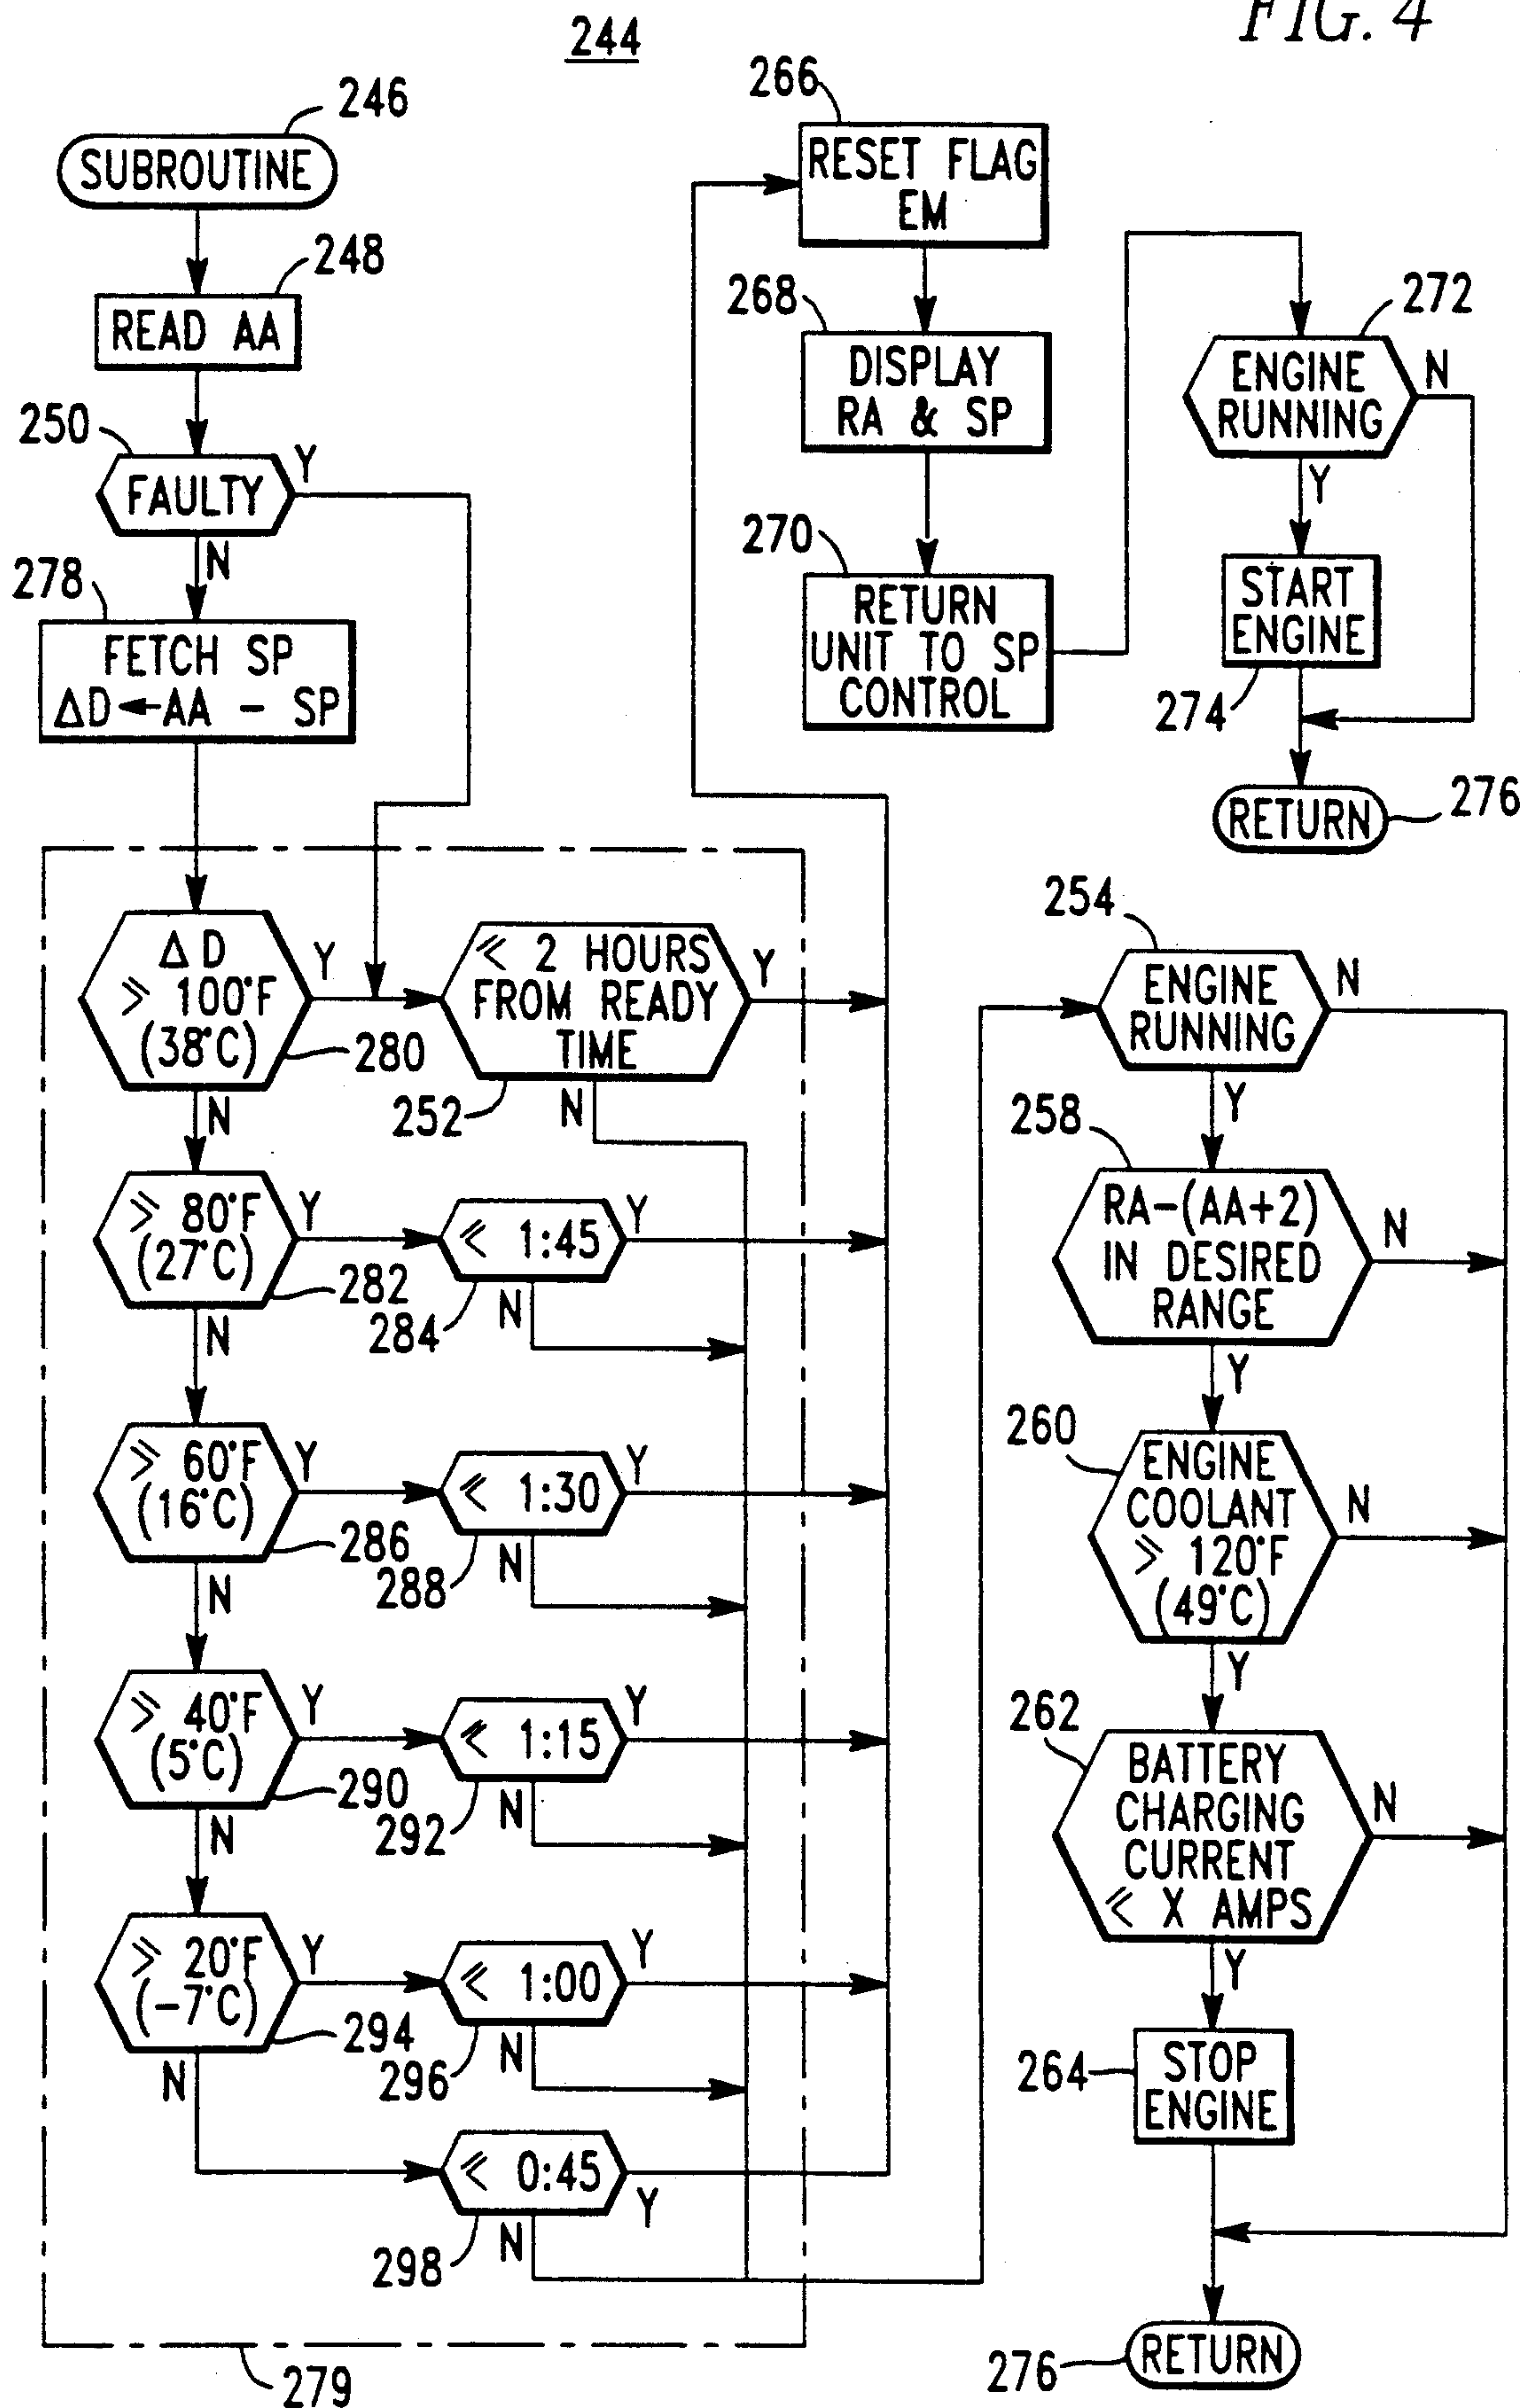 FIG. 4
244
246
SUBROUTINE
248
READ AA
250
FAULTY
Y
N
278
FETCH SP
ΔD←AA - SP
266
RESET FLAG
EM
268
DISPLAY
RA & SP
270
RETURN
UNIT TO SP
CONTROL
272
ENGINE
RUNNING
N
Y
START
ENGINE
274
RETURN
276
ΔD
⩾ 100°F
(38°C)
280
Y
N
⩽ 2 HOURS
FROM READY
TIME
252
Y
N
⩾ 80°F
(27°C)
282
Y
N
⩽ 1:45
284
Y
N
⩾ 60°F
(16°C)
286
Y
N
⩽ 1:30
288
Y
N
⩾ 40°F
(5°C)
290
Y
N
⩽ 1:15
292
Y
N
⩾ 20°F
(-7°C)
294
Y
N
⩽ 1:00
296
Y
N
⩽ 0:45
298
Y
N
279
254
ENGINE
RUNNING
N
Y
258
RA-(AA+2)
IN DESIRED
RANGE
N
Y
260
ENGINE
COOLANT
⩾ 120°F
(49°C)
N
Y
262
BATTERY
CHARGING
CURRENT
⩽ X AMPS
N
Y
264
STOP
ENGINE
276
RETURN